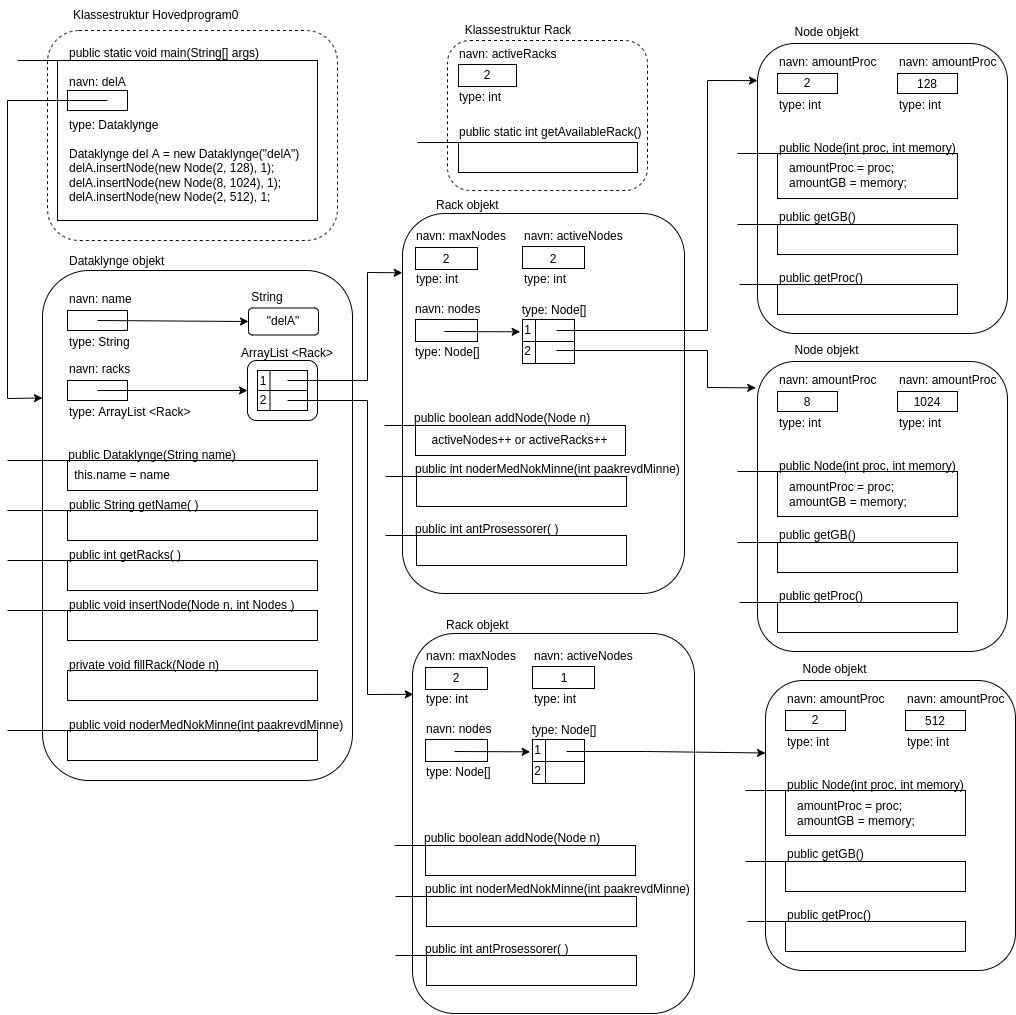 Klassestruktur Hovedprogram0
public static void main(String[] args)
navn: delA
type: Dataklynge
Dataklynge del A = new Dataklynge("delA")
delA.insertNode(new Node(2, 128), 1);
delA.insertNode(new Node(8, 1024), 1);
delA.insertNode(new Node(2, 512), 1;
Dataklynge objekt
navn: name
type: String
String
"delA"
navn: racks
type: ArrayList <Rack>
ArrayList <Rack>
1
2
public Dataklynge(String name)
this.name = name
public String getName( )
public int getRacks( )
public void insertNode(Node n, int Nodes )
private void fillRack(Node n)
public void noderMedNokMinne(int paakrevdMinne)
Klassestruktur Rack
navn: activeRacks
2
type: int
public static int getAvailableRack()
Rack objekt
navn: maxNodes
2
type: int
navn: activeNodes
2
type: int
navn: nodes
type: Node[]
type: Node[]
1
2
public boolean addNode(Node n)
activeNodes++ or activeRacks++
public int noderMedNokMinne(int paakrevdMinne)
public int antProsessorer( )
Rack objekt
navn: maxNodes
2
type: int
navn: activeNodes
1
type: int
navn: nodes
type: Node[]
type: Node[]
1
2
public boolean addNode(Node n)
public int noderMedNokMinne(int paakrevdMinne)
public int antProsessorer( )
Node objekt
navn: amountProc
2
type: int
navn: amountProc
128
type: int
public Node(int proc, int memory)
amountProc = proc;
amountGB = memory;
public getGB()
public getProc()
Node objekt
navn: amountProc
8
type: int
navn: amountProc
1024
type: int
public Node(int proc, int memory)
amountProc = proc;
amountGB = memory;
public getGB()
public getProc()
Node objekt
navn: amountProc
2
type: int
navn: amountProc
512
type: int
public Node(int proc, int memory)
amountProc = proc;
amountGB = memory;
public getGB()
public getProc()